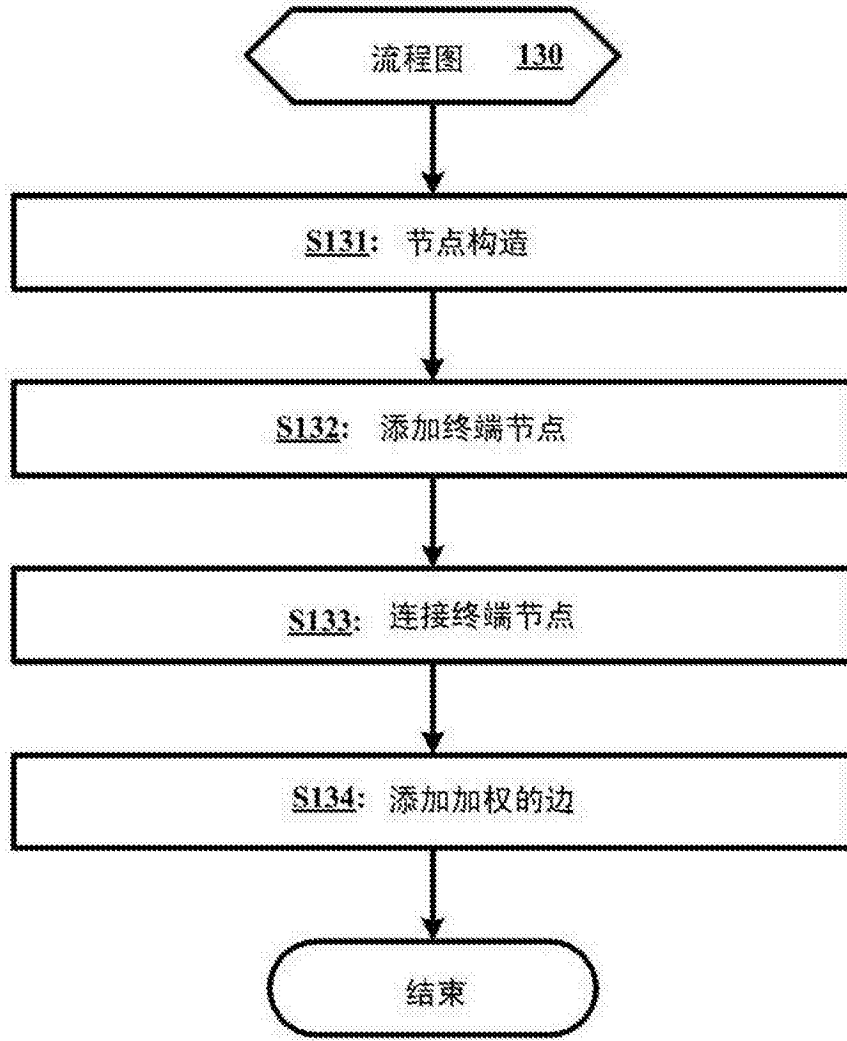 流程图 130
S131: 节点构造
S132: 添加终端节点
S133: 连接终端节点
S134: 添加加权的边
结束